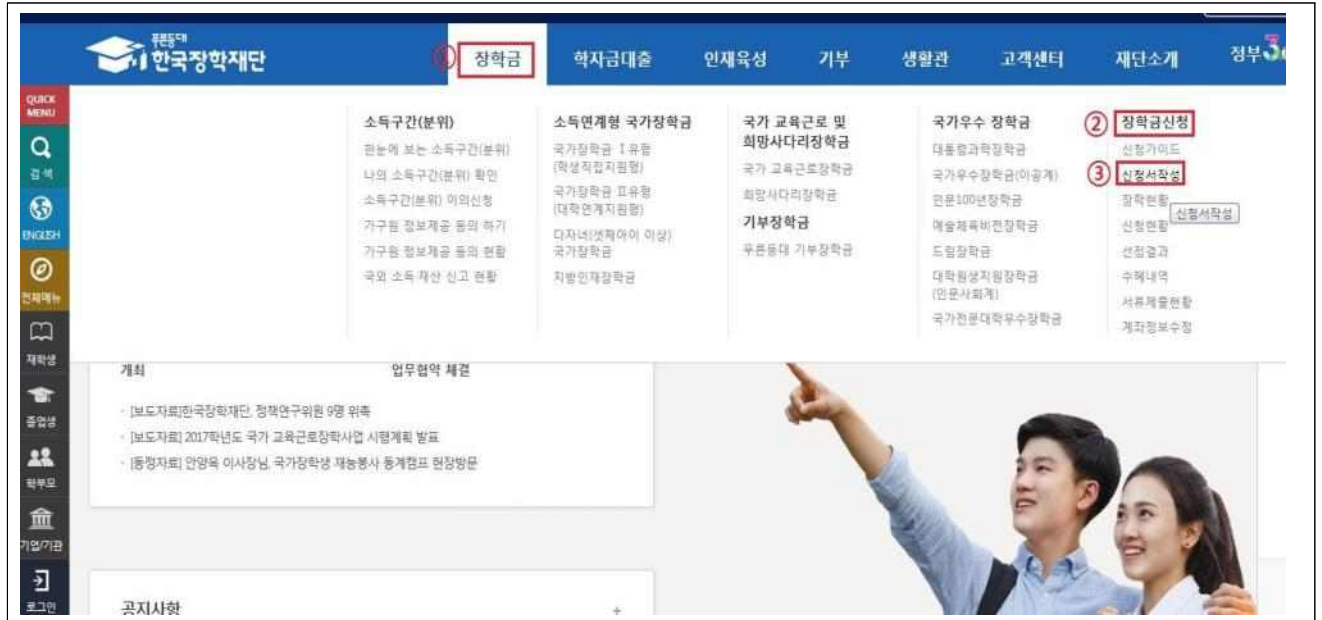 푸른등대
한국장학재단
① 장학금
학자금대출
인재육성
기부
생활관
고객센터
재단소개
정부3
QUICK
MENU
검색
ENGLISH
전체메뉴
재학생
졸업생
학부모
기업/기관
로그인
소득구간(분위)
한눈에 보는 소득구간(분위)
나의 소득구간(분위) 확인
소득구간(분위) 이의신청
가구원 정보제공 동의 하기
가구원 정보제공 동의 현황
국외 소득·재산 신고 현황
소득연계형 국가장학금
국가장학금 Ⅰ유형
(학생직접지원형)
국가장학금 Ⅱ유형
(대학연계지원형)
다자녀(셋째아이 이상)
국가장학금
지방인재장학금
국가 교육근로 및
희망사다리장학금
국가 교육근로장학금
희망사다리장학금
기부장학금
푸른등대 기부장학금
국가우수 장학금
대통령과학장학금
국가우수장학금(이공계)
인문100년장학금
예술체육비전장학금
드림장학금
대학원생지원장학금
(인문사회계)
국가전문대학우수장학금
② 장학금신청
신청가이드
③ 신청서작성
장학현황
신청서작성
신청현황
선정결과
수혜내역
서류제출현황
계좌정보수정
개최
업무협약 체결
· [보도자료]한국장학재단, 정책연구위원 9명 위촉
· [보도자료] 2017학년도 국가 교육근로장학사업 시행계획 발표
· [동정자료] 안양옥 이사장님, 국가장학생 재능봉사 동계캠프 현장방문
공지사항
+